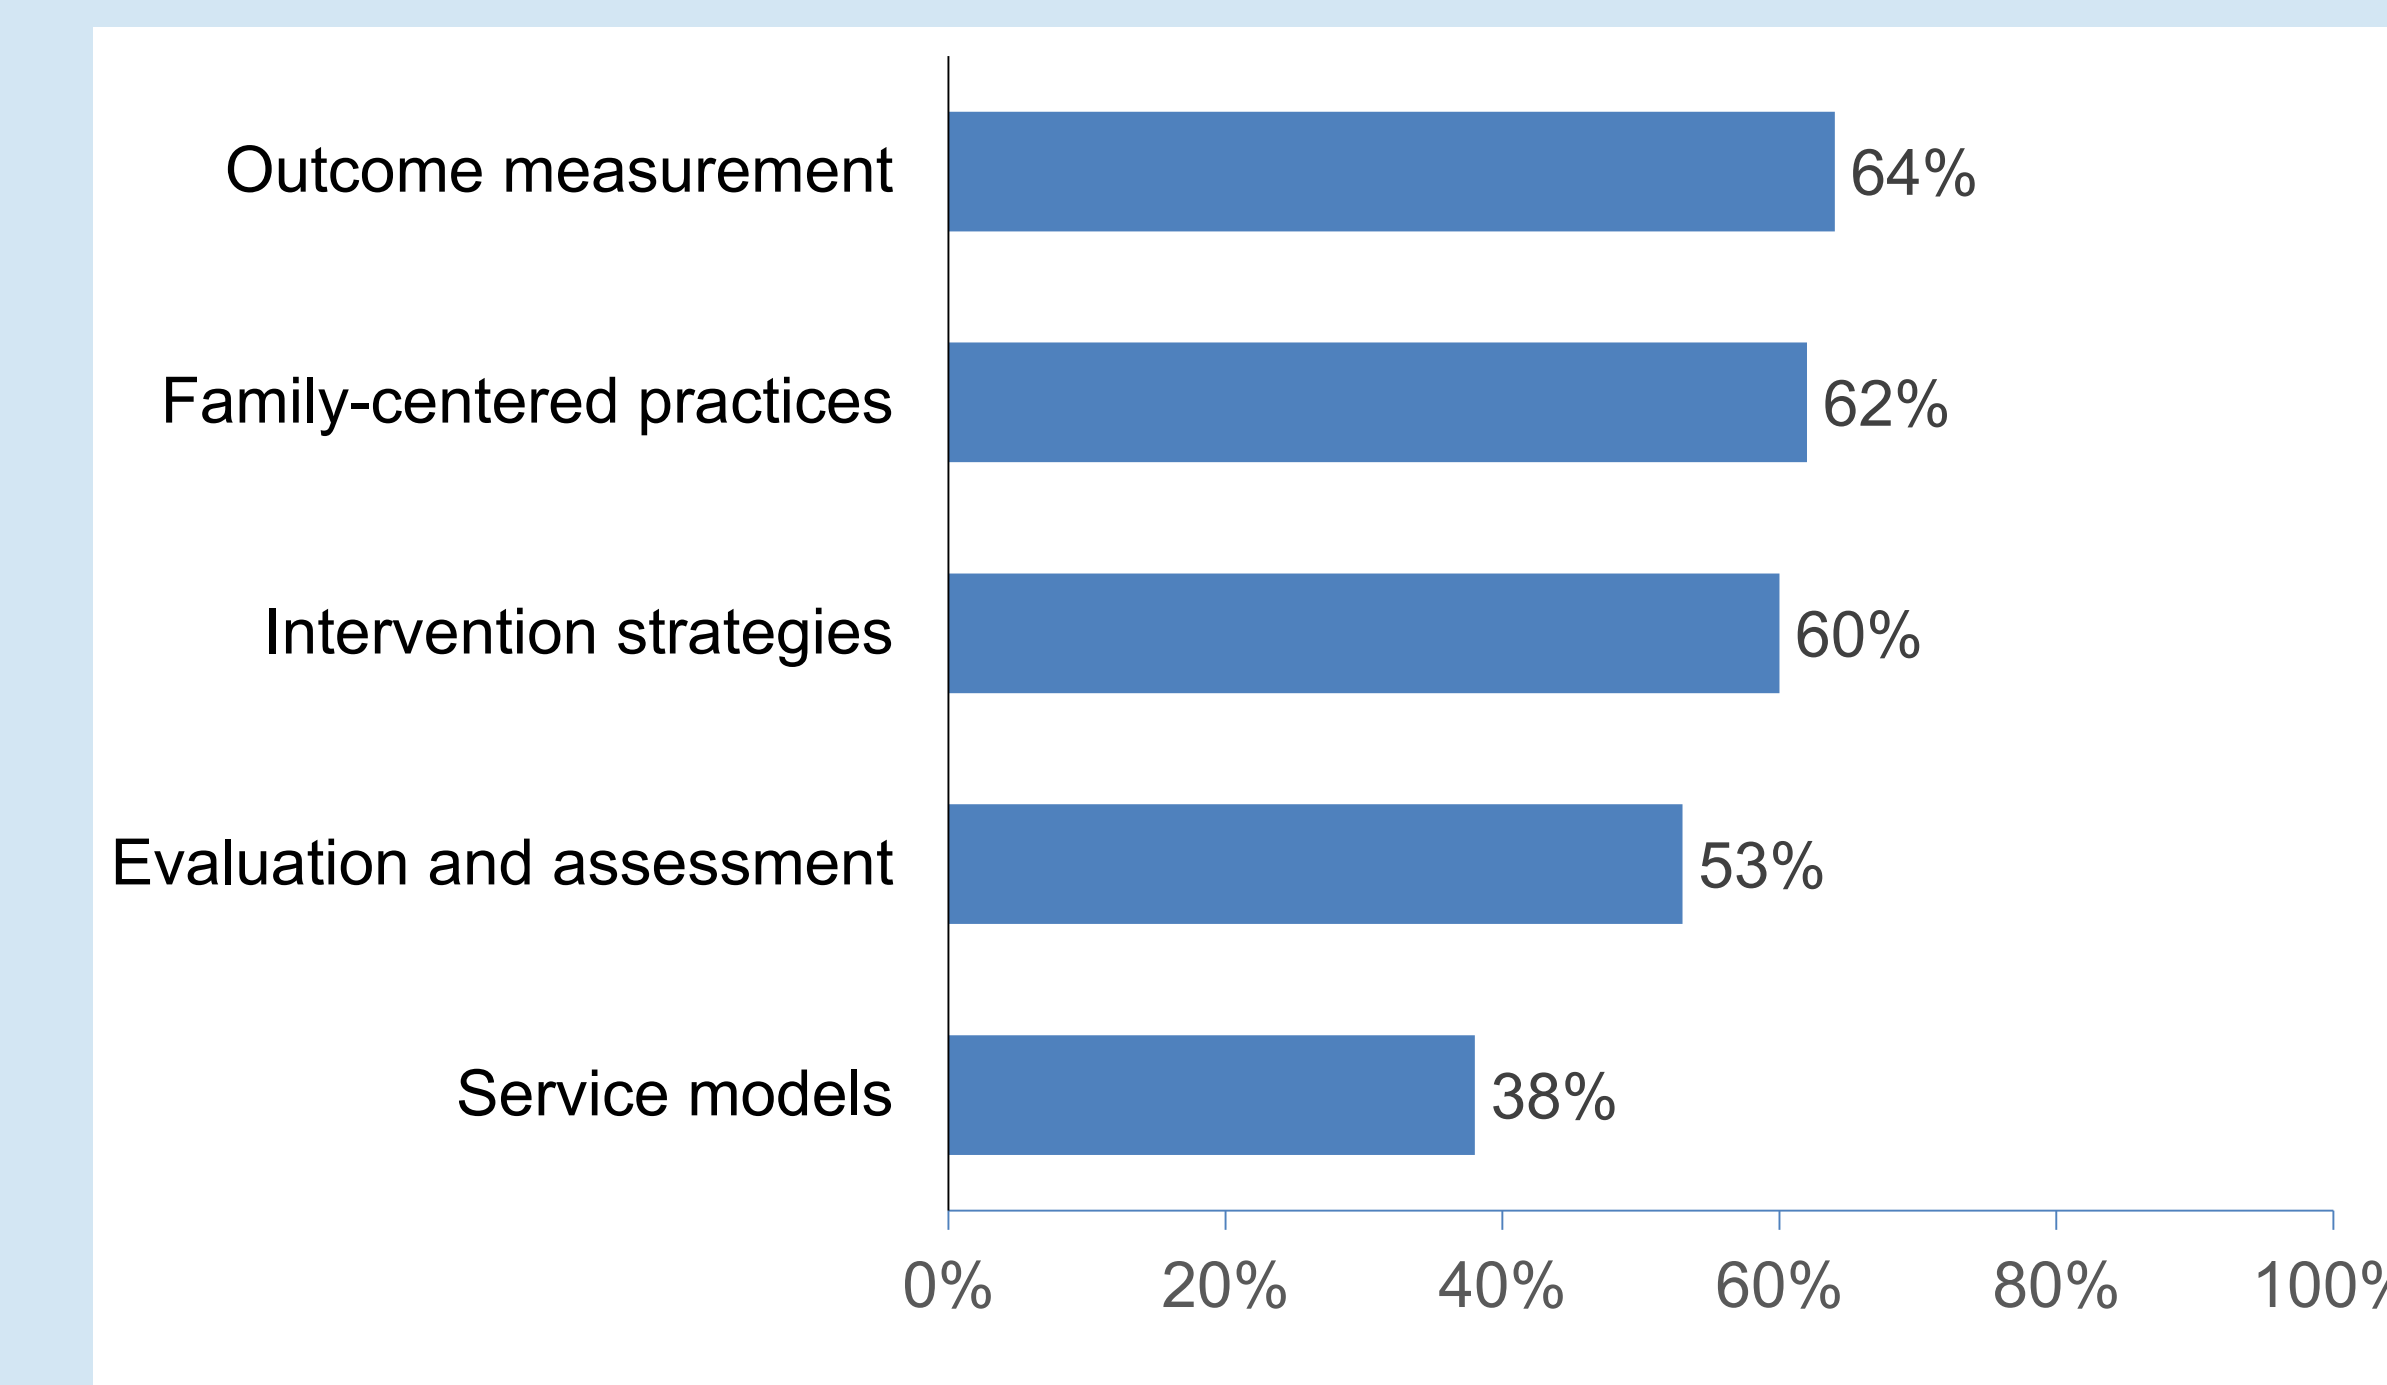 Outcome measurement 64%
Family-centered practices 62%
Intervention strategies 60%
Evaluation and assessment 53%
Service models 38%
0% 20% 40% 60% 80% 100%